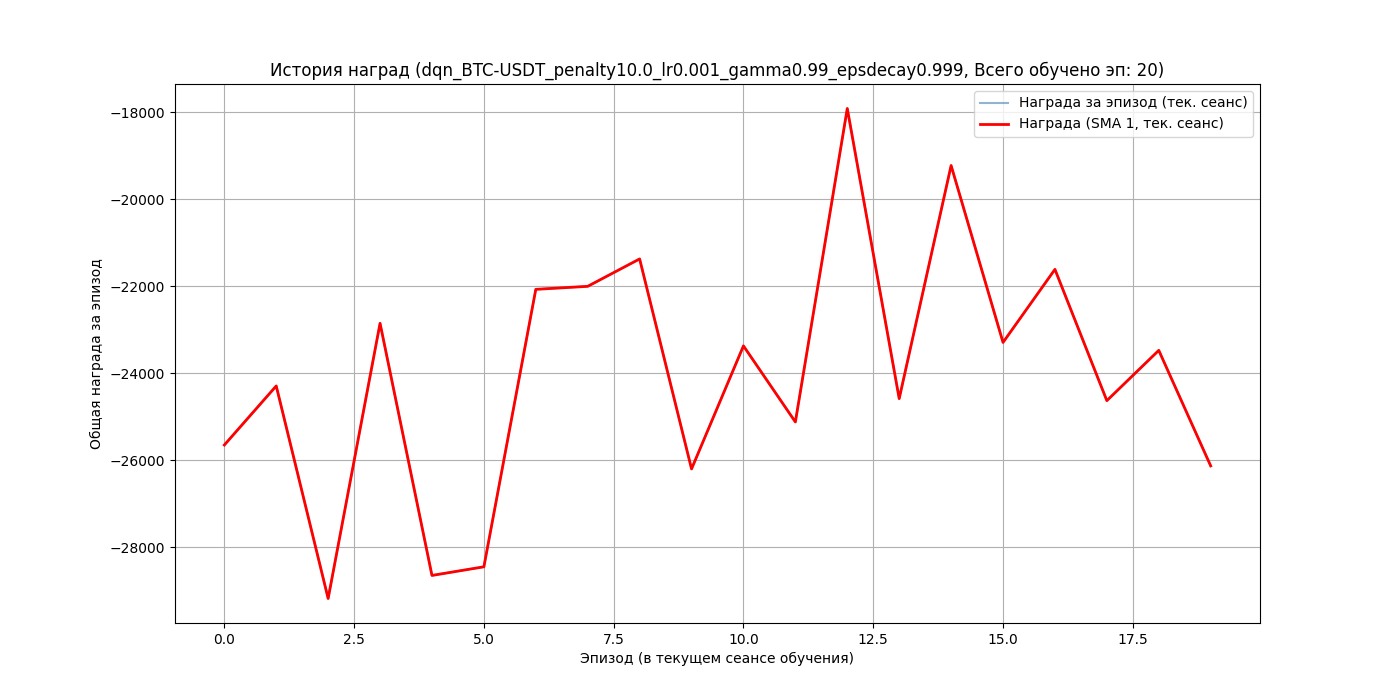 История наград (dqn_BTC-USDT_penalty10.0_lr0.001_gamma0.99_epsdecay0.999, Всего обучено эп: 20)
Награда за эпизод (тек. сеанс)
Награда (SMA 1, тек. сеанс)
Общая награда за эпизод
−18000
−20000
−22000
−24000
−26000
−28000
0.0 2.5 5.0 7.5 10.0 12.5 15.0 17.5
Эпизод (в текущем сеансе обучения)